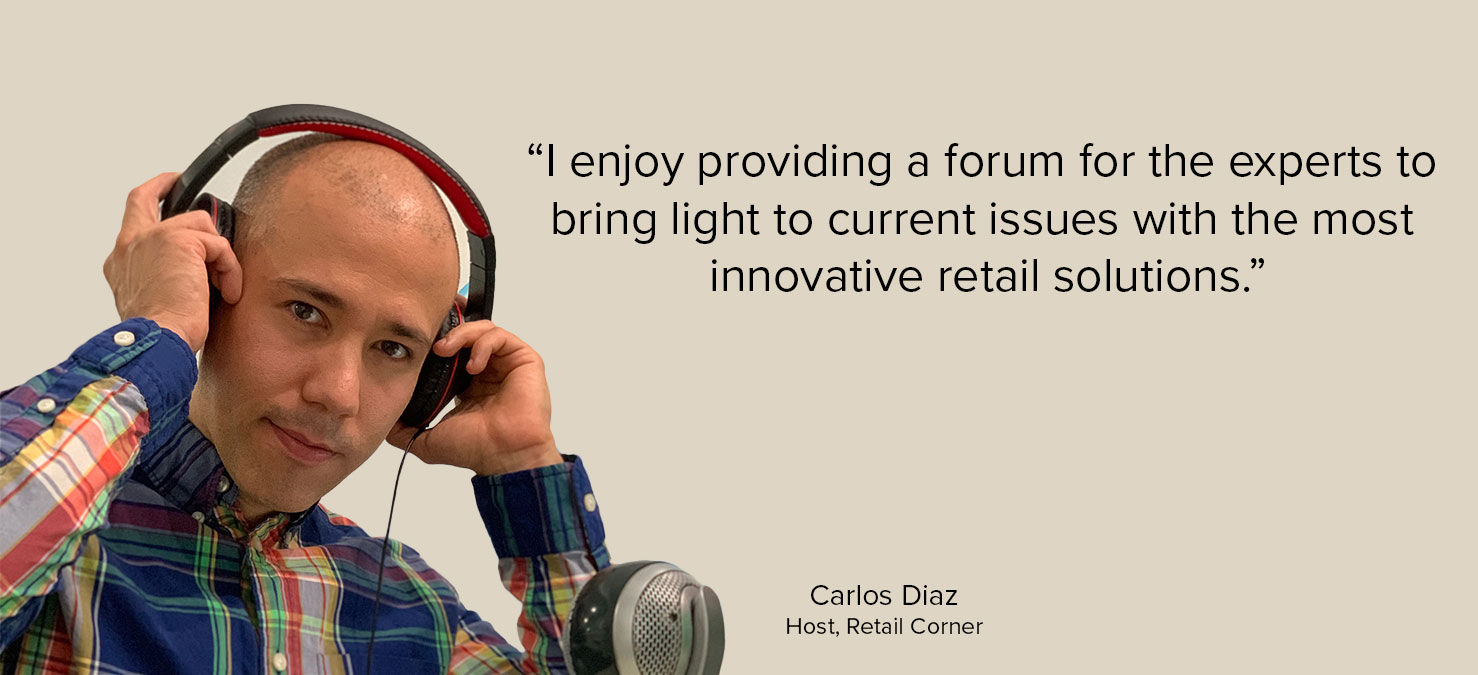 “I enjoy providing a forum for the experts to
bring light to current issues with the most
innovative retail solutions.”
Carlos Diaz
Host, Retail Corner